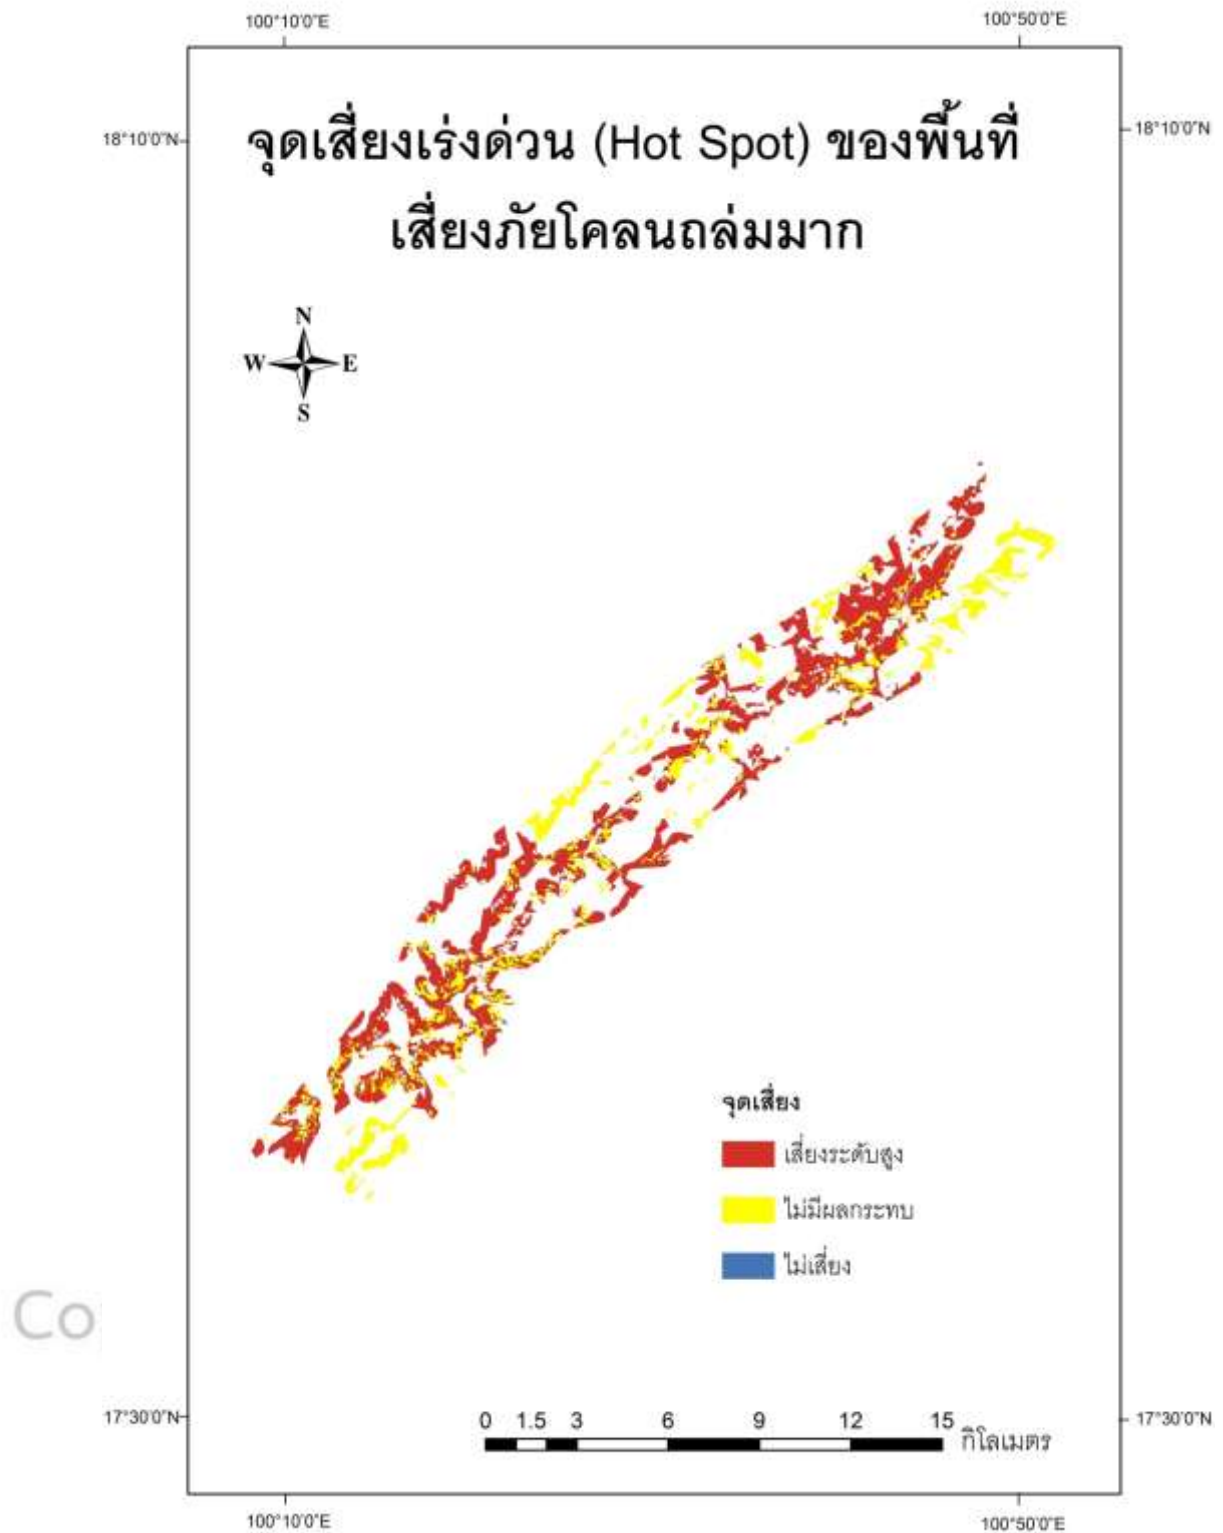 100°10'0"E 100°50'0"E
18°10'0"N 18°10'0"N
จุดเสี่ยงเร่งด่วน (Hot Spot) ของพื้นที่
เสี่ยงภัยโคลนถล่มมาก
N
W E
S
จุดเสี่ยง
เสี่ยงระดับสูง
ไม่มีผลกระทบ
ไม่เสี่ยง
Co
17°30'0"N 17°30'0"N
0 1.5 3 6 9 12 15
กิโลเมตร
100°10'0"E 100°50'0"E